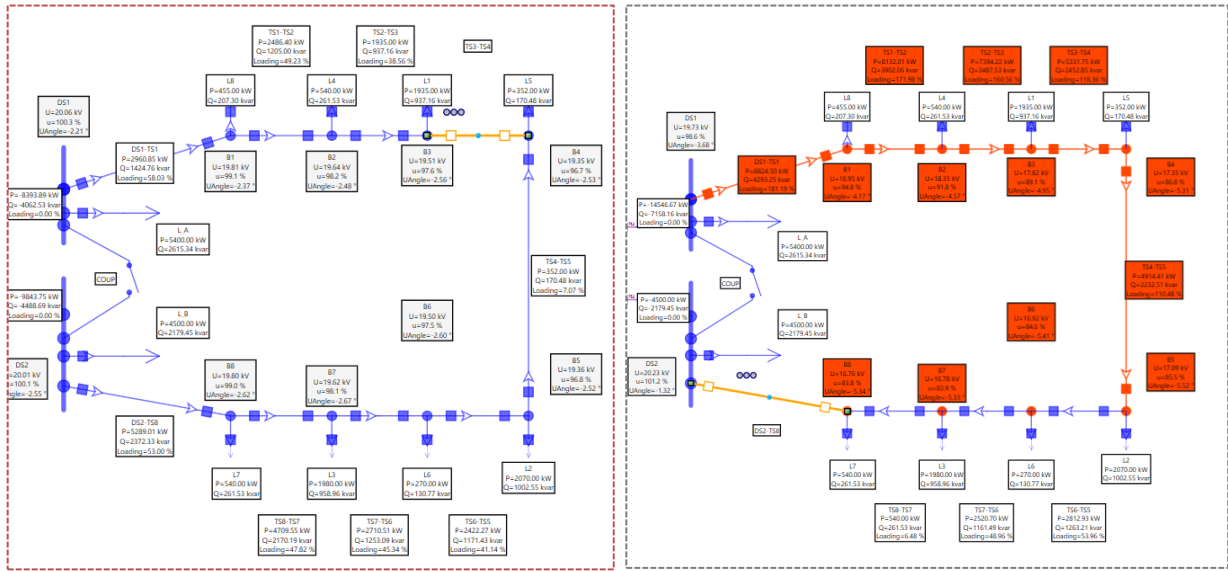 TS1-TS2
P=2486.40 kW
Q=1205.00 kvar
Loading=49.23 %
TS2-TS3
P=1935.00 kW
Q=937.16 kvar
Loading=38.56 %
TS3-TS4
L8
P=455.00 kW
Q=207.30 kvar
L4
P=540.00 kW
Q=261.53 kvar
L1
P=1935.00 kW
Q=937.16 kvar
L5
P=352.00 kW
Q=170.48 kvar
DS1
U=20.06 kV
u=100.3 %
UAngle=-2.21 °
DS1-TS1
P=2960.85 kW
Q=1424.76 kvar
Loading=58.03 %
B1
U=19.81 kV
u=99.1 %
UAngle=-2.37 °
B2
U=19.64 kV
u=98.2 %
UAngle=-2.48 °
B3
U=19.51 kV
u=97.6 %
UAngle=-2.56 °
B4
U=19.35 kV
u=96.7 %
UAngle=-2.53 °
P=-8393.89 kW
Q=-4062.53 kvar
Loading=0.00 %
L_A
P=5400.00 kW
Q=2615.34 kvar
COUP
TS4-TS5
P=352.00 kW
Q=170.48 kvar
Loading=7.07 %
P=-9843.75 kW
Q=-4488.69 kvar
Loading=0.00 %
L_B
P=4500.00 kW
Q=2179.45 kvar
B6
U=19.50 kV
u=97.5 %
UAngle=-2.60 °
DS2
U=20.01 kV
u=100.1 %
ngle=-2.55 °
B8
U=19.80 kV
u=99.0 %
UAngle=-2.62 °
B7
U=19.62 kV
u=98.1 %
UAngle=-2.67 °
B5
U=19.36 kV
u=96.8 %
UAngle=-2.52 °
DS2-TS8
P=5289.01 kW
Q=2372.33 kvar
Loading=53.00 %
L7
P=540.00 kW
Q=261.53 kvar
L3
P=1980.00 kW
Q=958.96 kvar
L6
P=270.00 kW
Q=130.77 kvar
L2
P=2070.00 kW
Q=1002.55 kvar
TS8-TS7
P=4709.55 kW
Q=2170.19 kvar
Loading=47.82 %
TS7-TS6
P=2710.51 kW
Q=1253.09 kvar
Loading=45.34 %
TS6-TS5
P=2422.27 kW
Q=1171.43 kvar
Loading=41.14 %
TS1-TS2
P=8132.01 kW
Q=3902.06 kvar
Loading=171.98 %
TS2-TS3
P=7394.22 kW
Q=3487.53 kvar
Loading=160.56 %
TS3-TS4
P=5331.75 kW
Q=2452.85 kvar
Loading=118.36 %
L8
P=455.00 kW
Q=207.30 kvar
L4
P=540.00 kW
Q=261.53 kvar
L1
P=1935.00 kW
Q=937.16 kvar
L5
P=352.00 kW
Q=170.48 kvar
DS1
U=19.73 kV
u=98.6 %
UAngle=-3.68 °
DS1-TS1
P=8824.50 kW
Q=4293.25 kvar
Loading=181.19 %
B1
U=18.95 kV
u=94.8 %
UAngle=-4.17 °
B2
U=18.35 kV
u=91.8 %
UAngle=-4.57 °
B3
U=17.82 kV
u=89.1 %
UAngle=-4.95 °
B4
U=17.35 kV
u=86.8 %
UAngle=-5.31 °
P=-14546.67 kW
Q=-7158.16 kvar
Loading=0.00 %
L_A
P=5400.00 kW
Q=2615.34 kvar
COUP
TS4-TS5
P=4914.41 kW
Q=2232.51 kvar
Loading=110.48 %
P=-4500.00 kW
Q=-2179.45 kvar
Loading=0.00 %
L_B
P=4500.00 kW
Q=2179.45 kvar
B6
U=16.92 kV
u=84.6 %
UAngle=-5.41 °
DS2
U=20.23 kV
u=101.2 %
UAngle=-1.32 °
B8
U=16.76 kV
u=83.8 %
UAngle=-5.34 °
B7
U=16.78 kV
u=83.9 %
UAngle=-5.33 °
B5
U=17.09 kV
u=85.5 %
UAngle=-5.52 °
DS2-TS8
L7
P=540.00 kW
Q=261.53 kvar
L3
P=1980.00 kW
Q=958.96 kvar
L6
P=270.00 kW
Q=130.77 kvar
L2
P=2070.00 kW
Q=1002.55 kvar
TS8-TS7
P=540.00 kW
Q=261.53 kvar
Loading=6.48 %
TS7-TS6
P=2520.70 kW
Q=1161.49 kvar
Loading=48.96 %
TS6-TS5
P=2812.93 kW
Q=1263.21 kvar
Loading=53.96 %